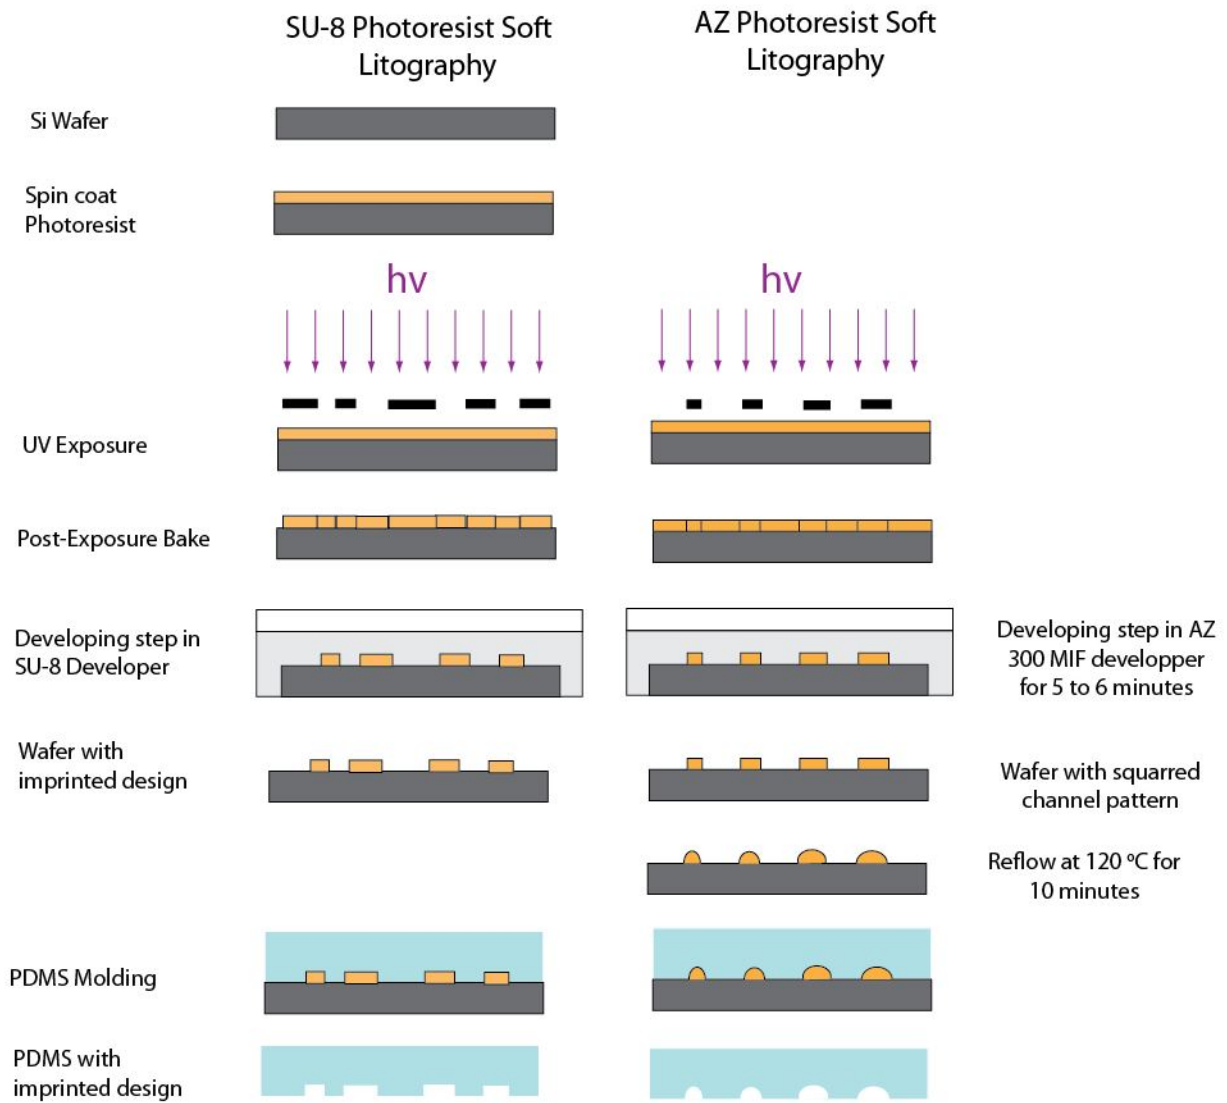 SU-8 Photoresist Soft
Litography
AZ Photoresist Soft
Litography
Si Wafer
Spin coat
Photoresist
hv
hv
UV Exposure
Post-Exposure Bake
Developing step in
SU-8 Developer
Developing step in AZ
300 MIF developper
for 5 to 6 minutes
Wafer with
imprinted design
Wafer with squarred
channel pattern
Reflow at 120 ºC for
10 minutes
PDMS Molding
PDMS with
imprinted design